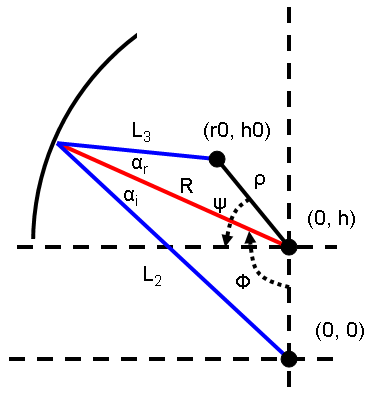 L3
(r0, h0)
αr
R
ρ
αi
ψ
(0, h)
L2
Φ
(0, 0)